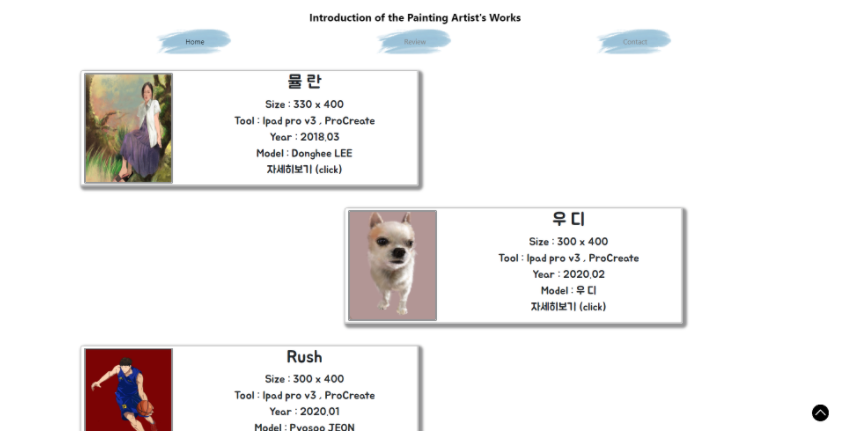 Introduction of the Painting Artist's Works
Home
Review
Contact
뮬 란
Size : 330 x 400
Tool : Ipad pro v3 , ProCreate
Year : 2018.03
Model : Donghee LEE
자세히보기 (click)
우 디
Size : 300 x 400
Tool : Ipad pro v3 , ProCreate
Year : 2020.02
Model : 우 디
자세히보기 (click)
Rush
Size : 300 x 400
Tool : Ipad pro v3 , ProCreate
Year : 2020.01
Model : Pyosoo JEON